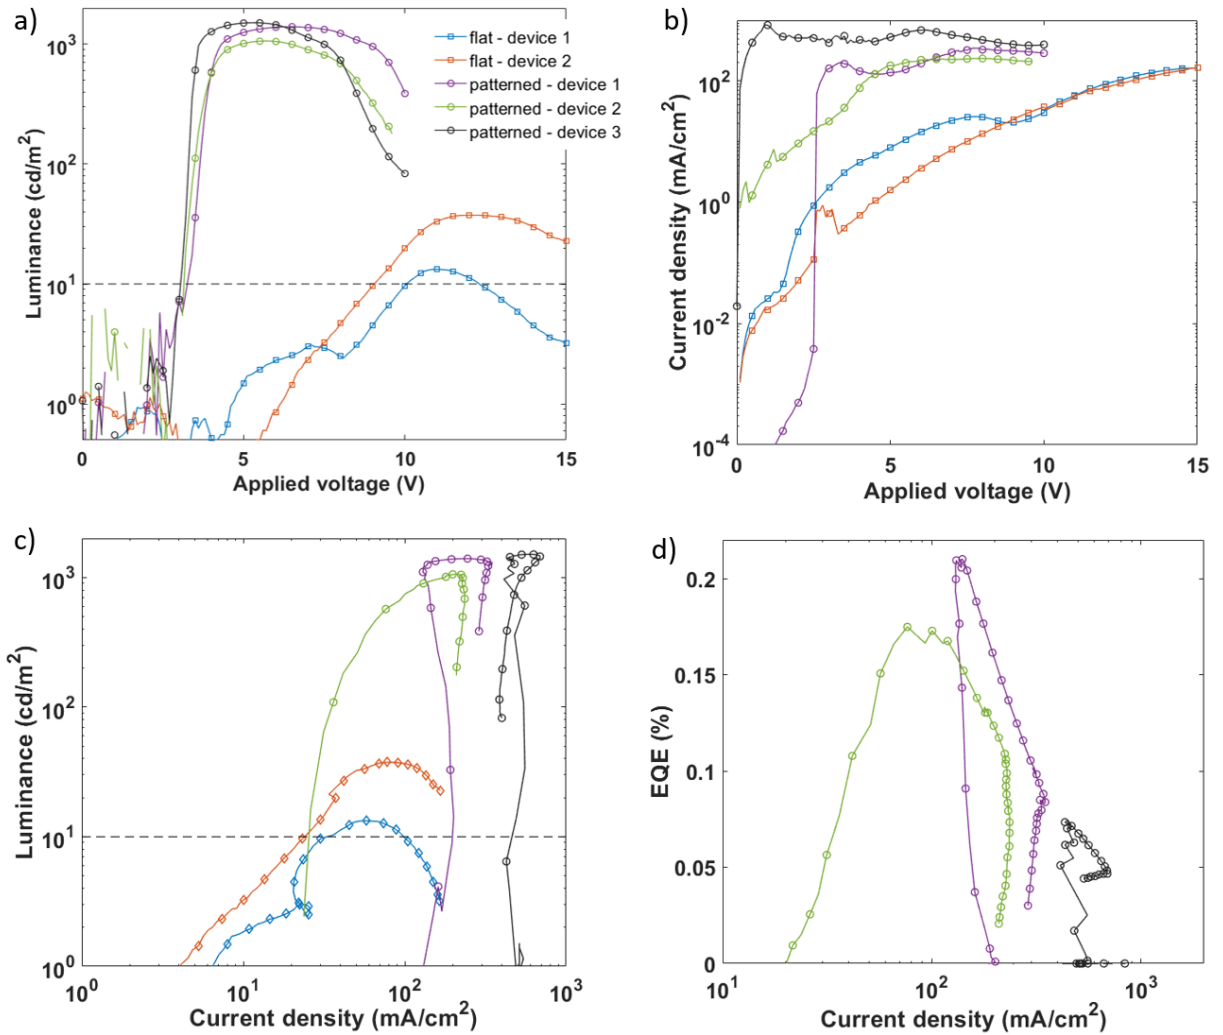 a)
10³
10²
10¹
10⁰
Luminance (cd/m²)
0
5
10
15
Applied voltage (V)
flat - device 1
flat - device 2
patterned - device 1
patterned - device 2
patterned - device 3
b)
10²
10⁰
10⁻²
10⁻⁴
Current density (mA/cm²)
0
5
10
15
Applied voltage (V)
c)
10³
10²
10¹
10⁰
Luminance (cd/m²)
10⁰
10¹
10²
10³
Current density (mA/cm²)
d)
0.2
0.15
0.1
0.05
0
EQE (%)
10¹
10²
10³
Current density (mA/cm²)